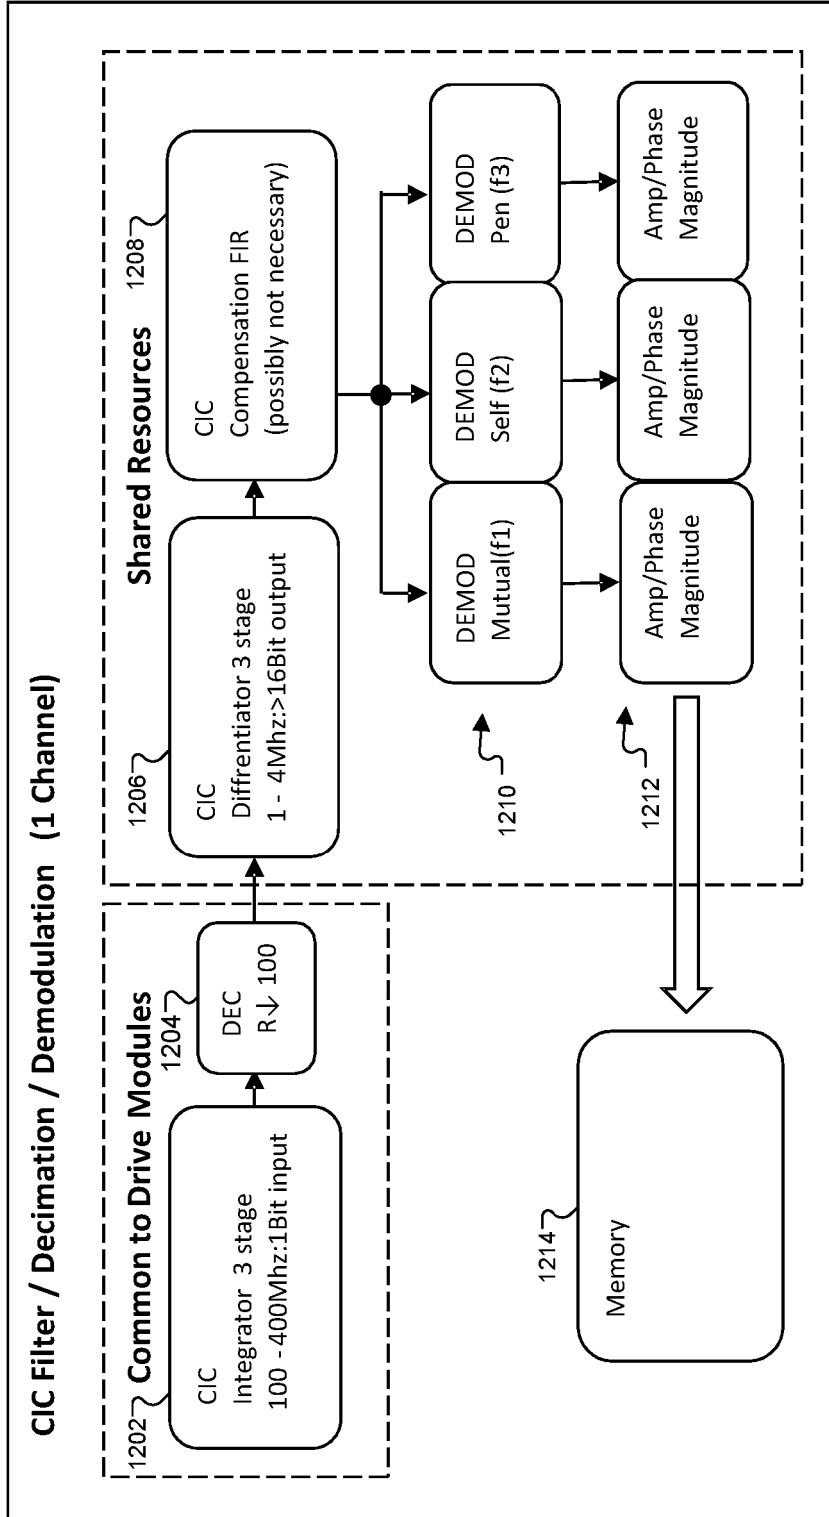 CIC Filter / Decimation / Demodulation (1 Channel)
Common to Drive Modules
1202
CIC
Integrator 3 stage
100 - 400Mhz:1Bit input
1204
DEC
R↓ 100
Shared Resources
1206
CIC
Diffrentiator 3 stage
1 - 4Mhz:>16Bit output
1208
CIC
Compensation FIR
(possibly not necessary)
1210
DEMOD
Mutual(f1)
DEMOD
Self (f2)
DEMOD
Pen (f3)
1212
Amp/Phase
Magnitude
Amp/Phase
Magnitude
Amp/Phase
Magnitude
1214
Memory